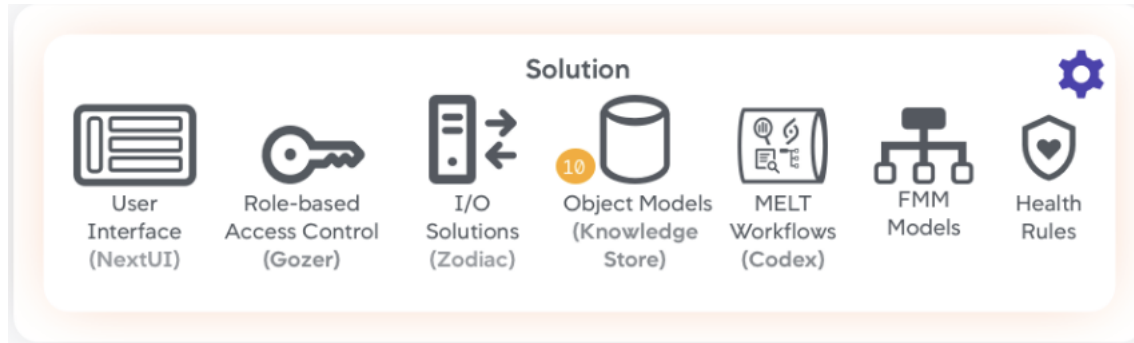 Solution
10
User
Interface
(NextUI)
Role-based
Access Control
(Gozer)
I/O
Solutions
(Zodiac)
Object Models
(Knowledge
Store)
MELT
Workflows
(Codex)
FMM
Models
Health
Rules